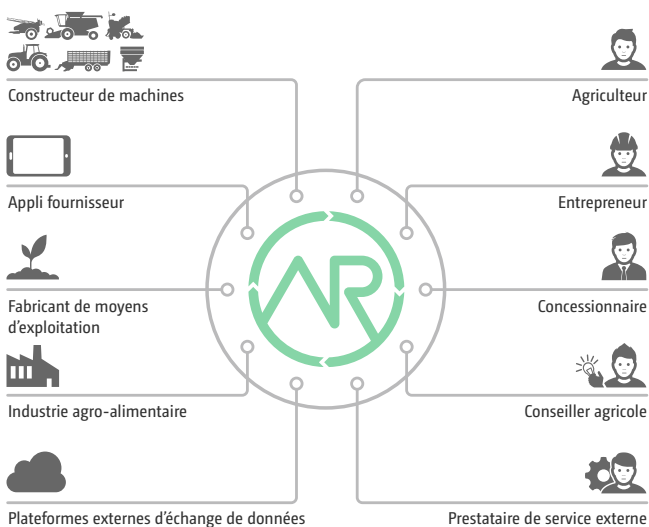 Constructeur de machines
Agriculteur
Appli fournisseur
Entrepreneur
Fabricant de moyens
d'exploitation
Concessionnaire
Industrie agro-alimentaire
Conseiller agricole
Plateformes externes d'échange de données
Prestataire de service externe
AR